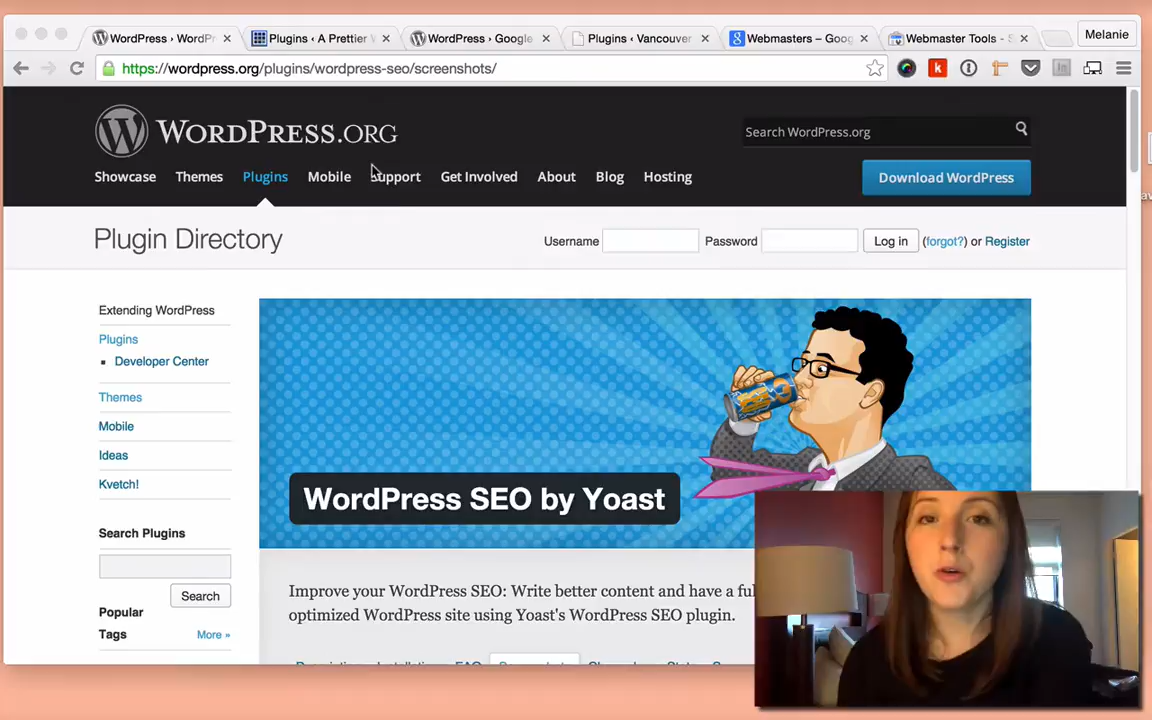 WordPress › WordPr
Plugins ‹ A Prettier
WordPress › Google
Plugins ‹ Vancouver
Webmasters – Goog
Webmaster Tools - S
Melanie
https://wordpress.org/plugins/wordpress-seo/screenshots/
WORDPRESS.ORG
Search WordPress.org
Showcase Themes Plugins Mobile Support Get Involved About Blog Hosting
Download WordPress
Plugin Directory
Username Password Log in (forgot?) or Register
Extending WordPress
Plugins
Developer Center
Themes
Mobile
Ideas
Kvetch!
Search Plugins
Search
Popular
Tags More »
WordPress SEO by Yoast
Improve your WordPress SEO: Write better content and have a ful
optimized WordPress site using Yoast's WordPress SEO plugin.